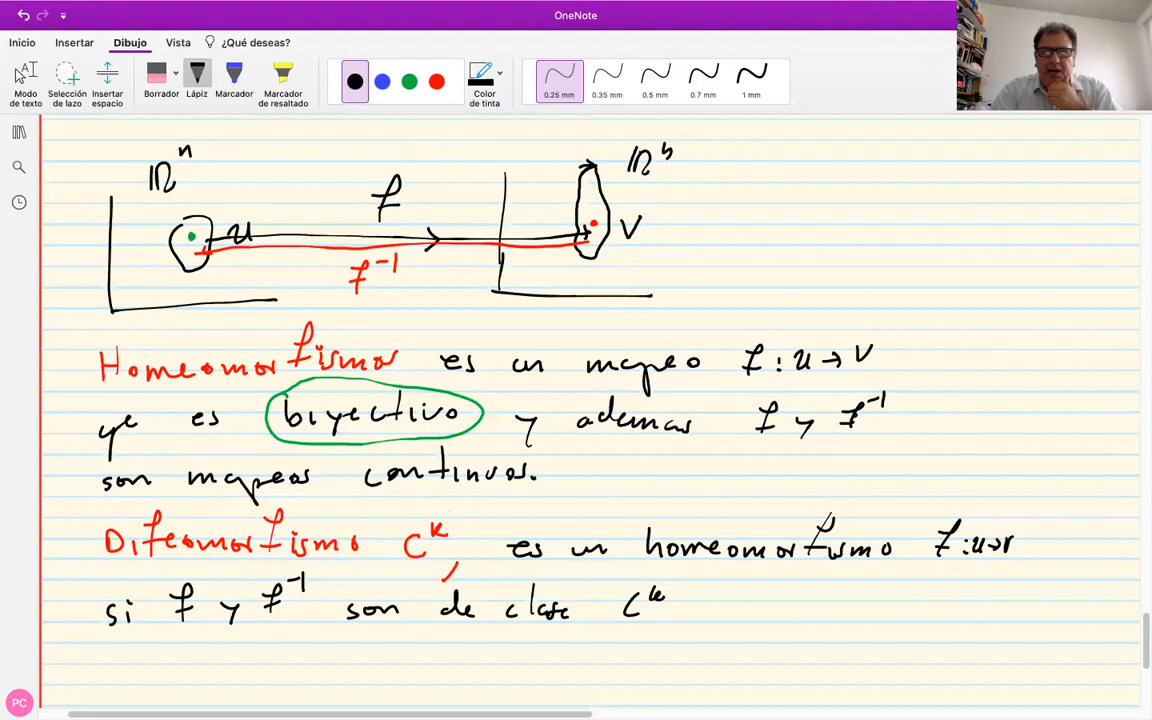 OneNote
Inicio Insertar Dibujo Vista ¿Qué deseas?
Modo de texto
Selección de lazo
Insertar espacio
Borrador
Lápiz
Marcador
Marcador de resaltado
Color de tinta
0.25 mm 0.35 mm 0.5 mm 0.7 mm 1 mm
ℝⁿ f ℝⁿ
U V
f⁻¹
Homeomorfismos es un mapeo f : U → V
que es biyectivo y ademas f y f⁻¹
son mapeos continuos.
Difeomorfismo Cᵏ, es un homeomorfismo f : U → V
si f y f⁻¹ son de clase Cᵏ
PC